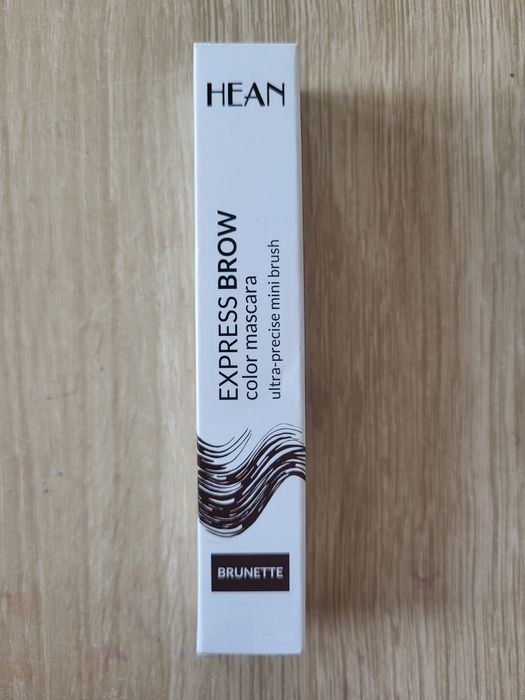 HEAN
EXPRESS BROW
color mascara
ultra-precise mini brush
BRUNETTE